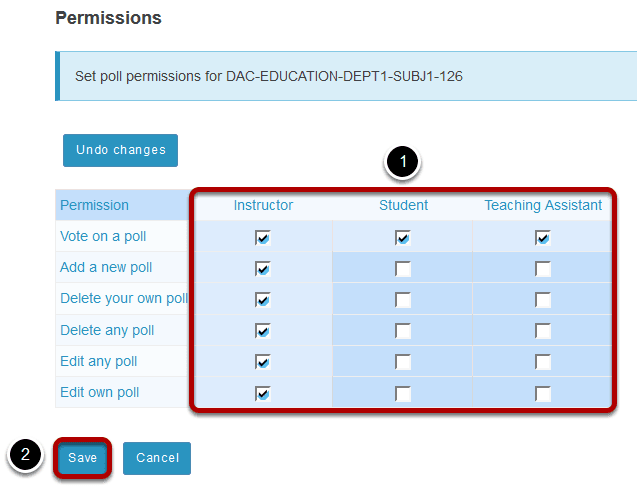 Permissions
Set poll permissions for DAC-EDUCATION-DEPT1-SUBJ1-126
Undo changes
1
Permission Instructor Student Teaching Assistant
Vote on a poll
Add a new poll
Delete your own poll
Delete any poll
Edit any poll
Edit own poll
2 Save Cancel